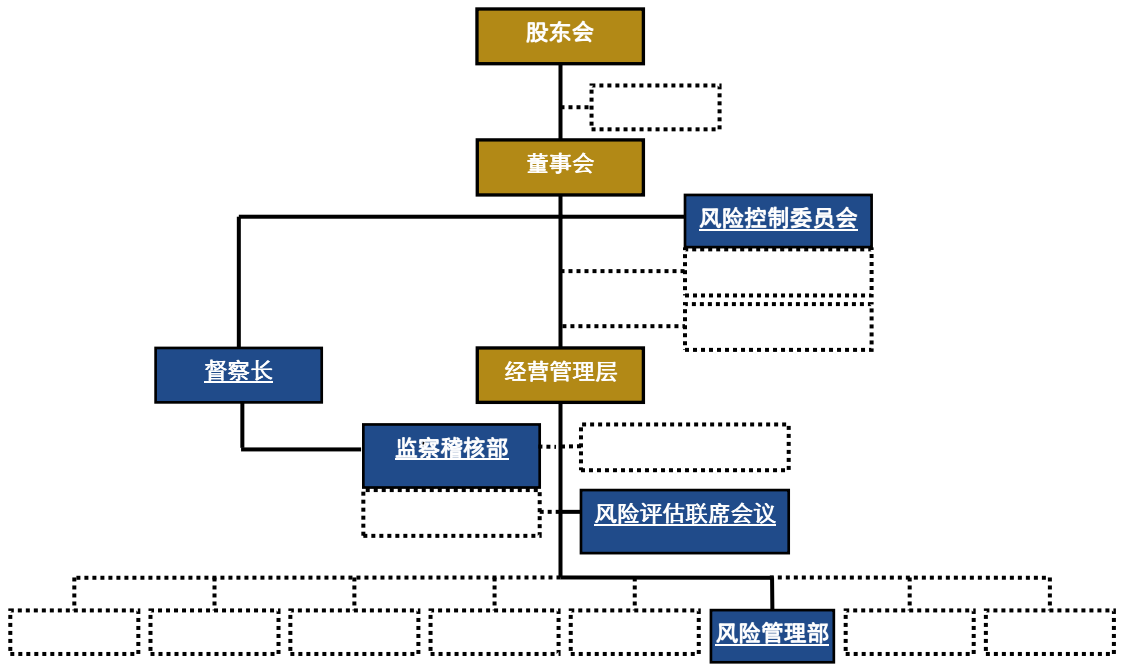 股东会
董事会
风险控制委员会
督察长
经营管理层
监察稽核部
风险评估联席会议
风险管理部